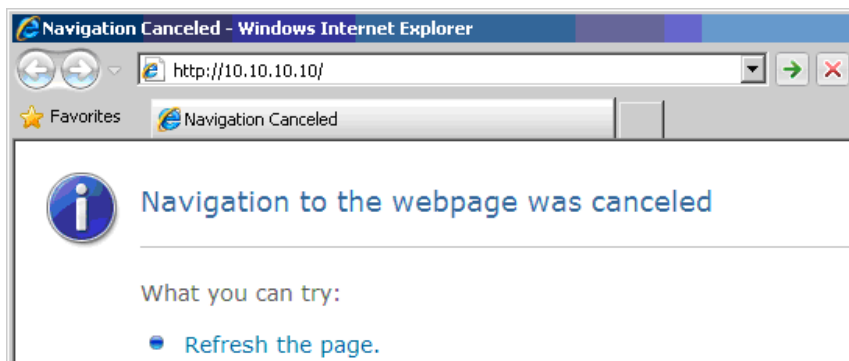 Navigation Canceled - Windows Internet Explorer
http://10.10.10.10/
Favorites
Navigation Canceled
Navigation to the webpage was canceled
What you can try:
Refresh the page.